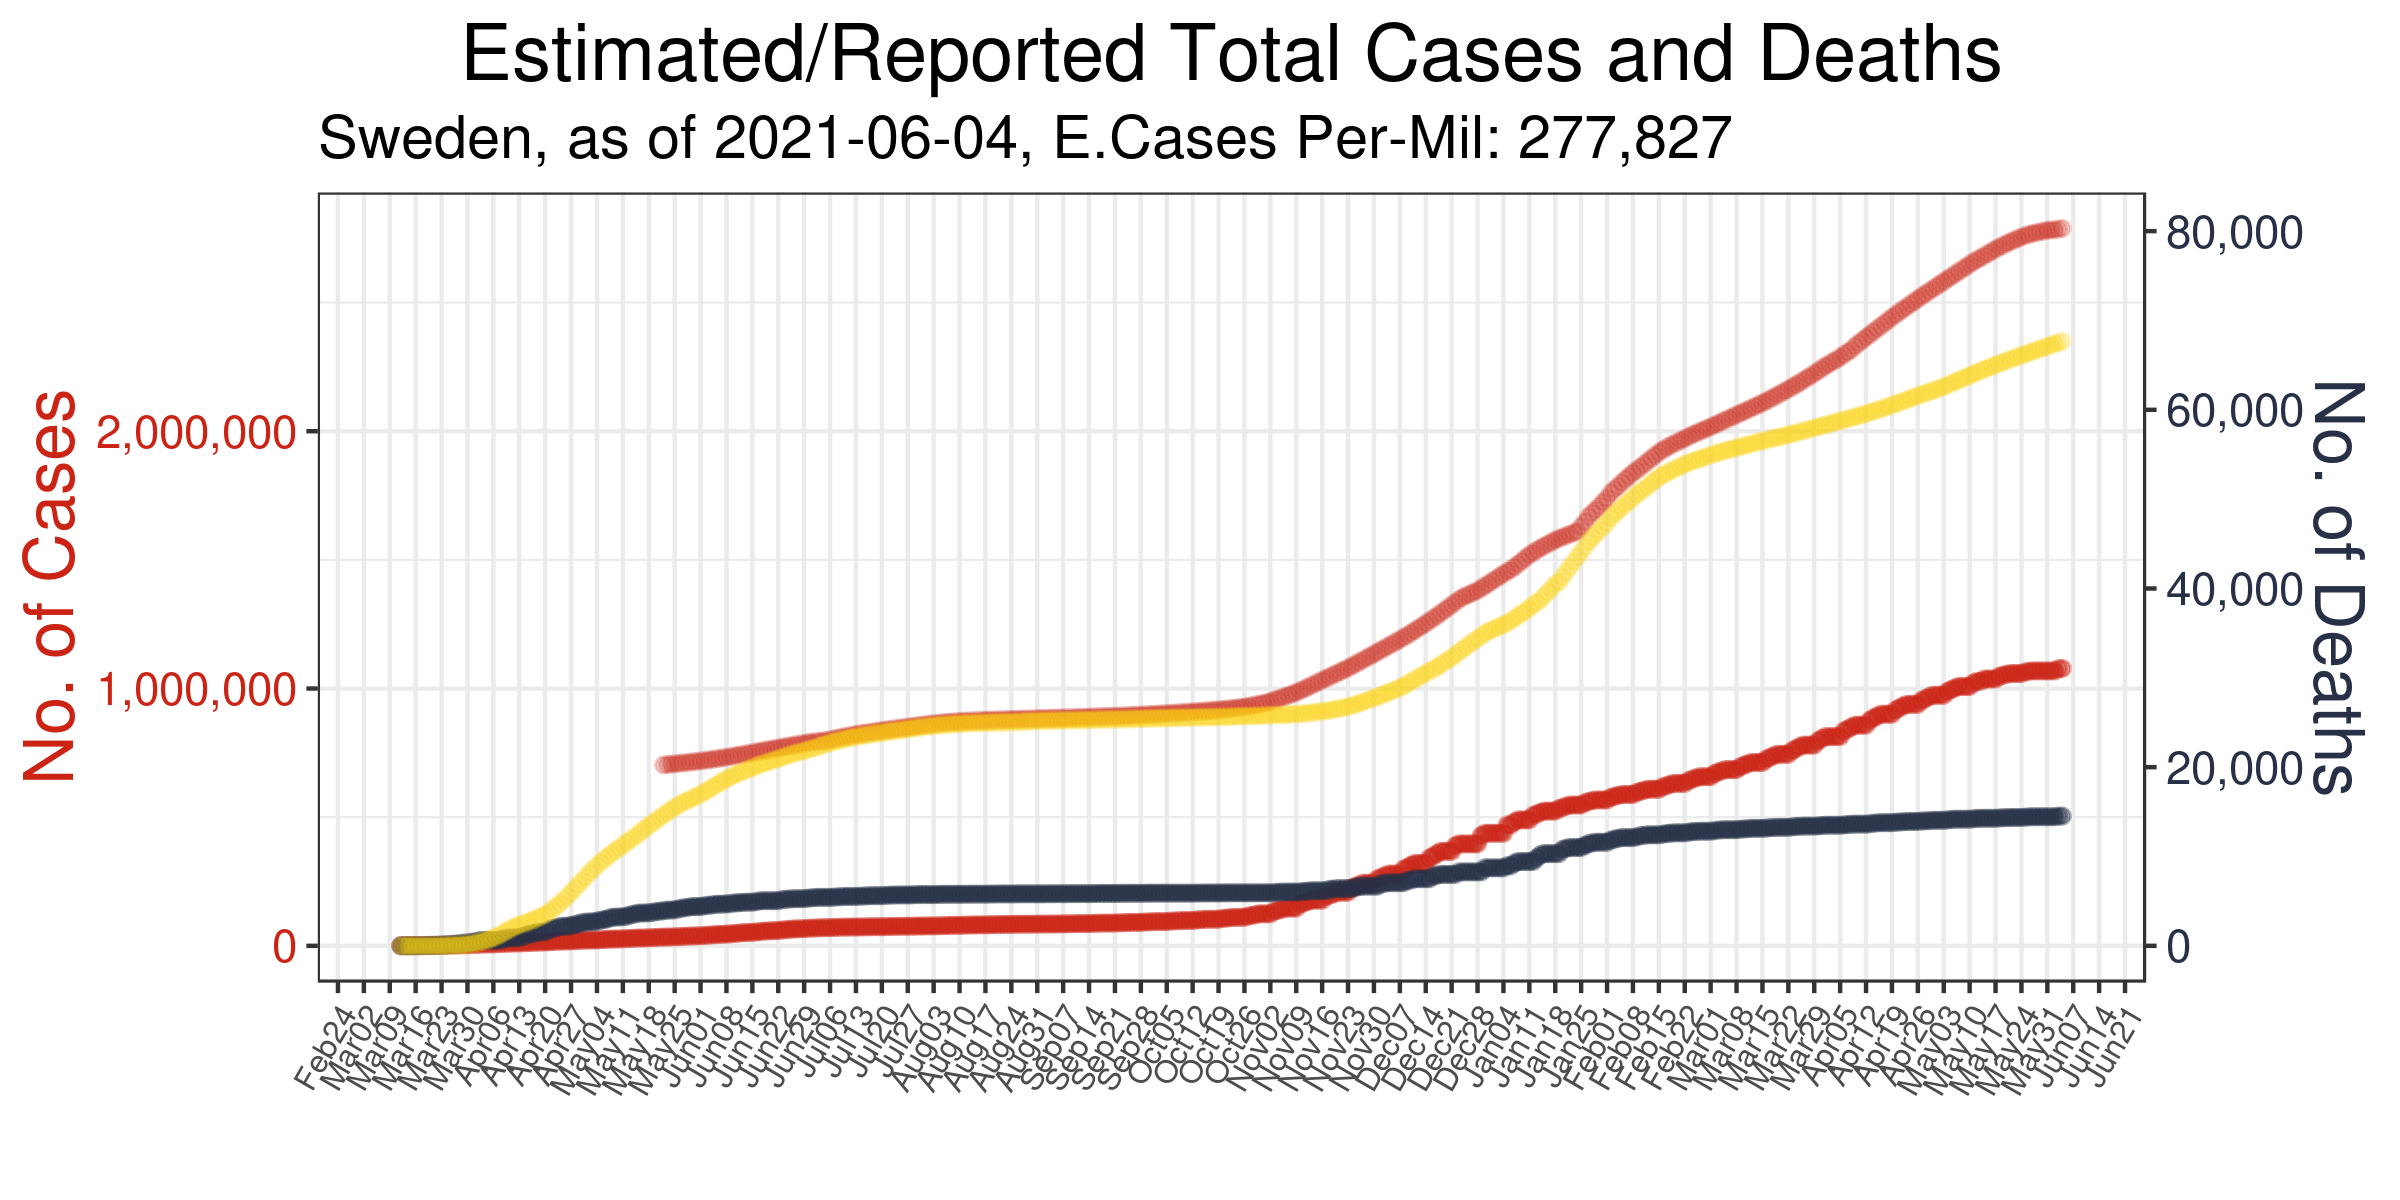 Estimated/Reported Total Cases and Deaths
Sweden, as of 2021-06-04, E.Cases Per-Mil: 277,827
No. of Cases
2,000,000
1,000,000
0
80,000
60,000
40,000
20,000
0
No. of Deaths
Feb24 Mar02 Mar09 Mar16 Mar23 Mar30 Apr06 Apr13 Apr20 Apr27 May04 May11 May18 May25 Jun01 Jun08 Jun15 Jun22 Jun29 Jul06 Jul13 Jul20 Jul27 Aug03 Aug10 Aug17 Aug24 Aug31 Sep07 Sep14 Sep21 Sep28 Oct05 Oct12 Oct19 Oct26 Nov02 Nov09 Nov16 Nov23 Nov30 Dec07 Dec14 Dec21 Dec28 Jan04 Jan11 Jan18 Jan25 Feb01 Feb08 Feb15 Feb22 Mar01 Mar08 Mar15 Mar22 Mar29 Apr05 Apr12 Apr19 Apr26 May03 May10 May17 May24 May31 Jun07 Jun14 Jun21